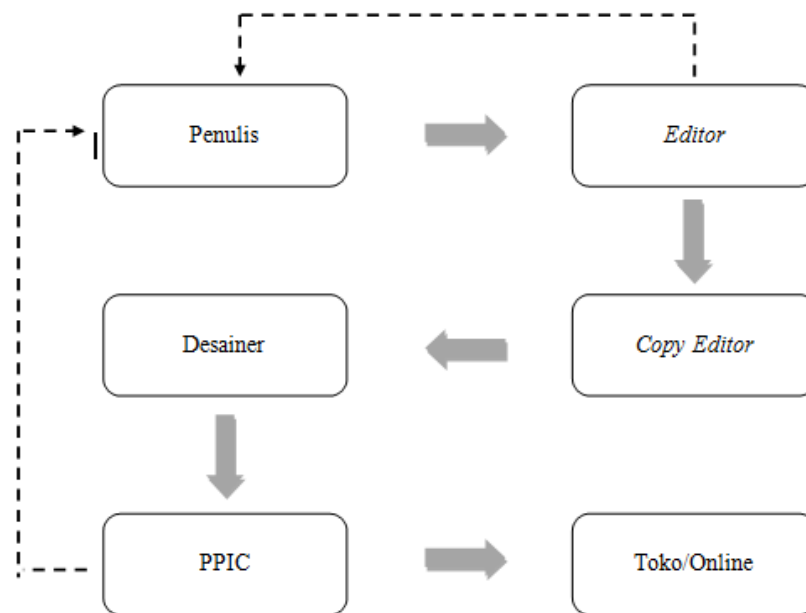 Penulis
Editor
Desainer
Copy Editor
PPIC
Toko/Online